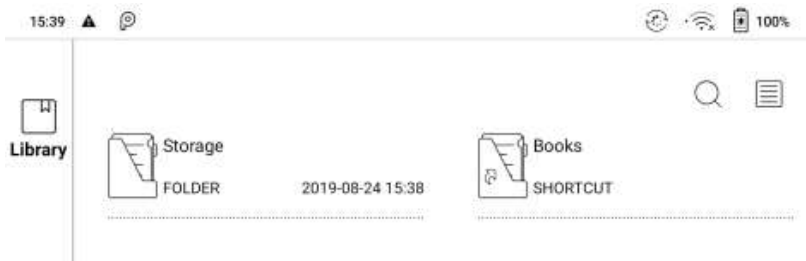 15:39 100%
Library
Storage
FOLDER 2019-08-24 15:38
Books
SHORTCUT